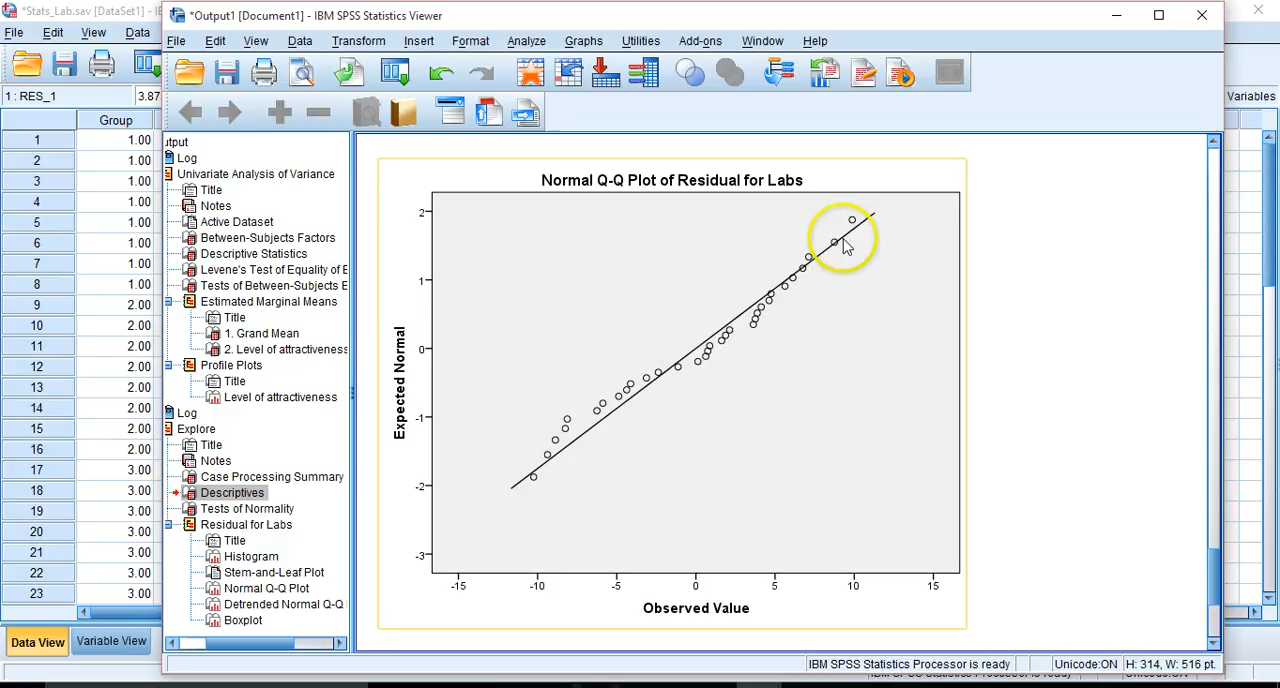 *Stats_Lab.sav [DataSet1] - IB
*Output1 [Document1] - IBM SPSS Statistics Viewer
File Edit View Data
File Edit View Data Transform Insert Format Analyze Graphs Utilities Add-ons Window Help
1 : RES_1
3.87
Variables
Group
1 1.00
2 1.00
3 1.00
4 1.00
5 1.00
6 1.00
7 1.00
8 1.00
9 2.00
10 2.00
11 2.00
12 2.00
13 2.00
14 2.00
15 2.00
16 2.00
17 3.00
18 3.00
19 3.00
20 3.00
21 3.00
22 3.00
23 3.00
Data View Variable View
utput
Log
Univariate Analysis of Variance
Title
Notes
Active Dataset
Between-Subjects Factors
Descriptive Statistics
Levene's Test of Equality of E
Tests of Between-Subjects E
Estimated Marginal Means
Title
1. Grand Mean
2. Level of attractiveness
Profile Plots
Title
Level of attractiveness
Log
Explore
Title
Notes
Case Processing Summary
Descriptives
Tests of Normality
Residual for Labs
Title
Histogram
Stem-and-Leaf Plot
Normal Q-Q Plot
Detrended Normal Q-Q
Boxplot
Normal Q-Q Plot of Residual for Labs
Expected Normal
2
1
0
-1
-2
-3
-15 -10 -5 0 5 10 15
Observed Value
IBM SPSS Statistics Processor is ready Unicode:ON H: 314, W: 516 pt.